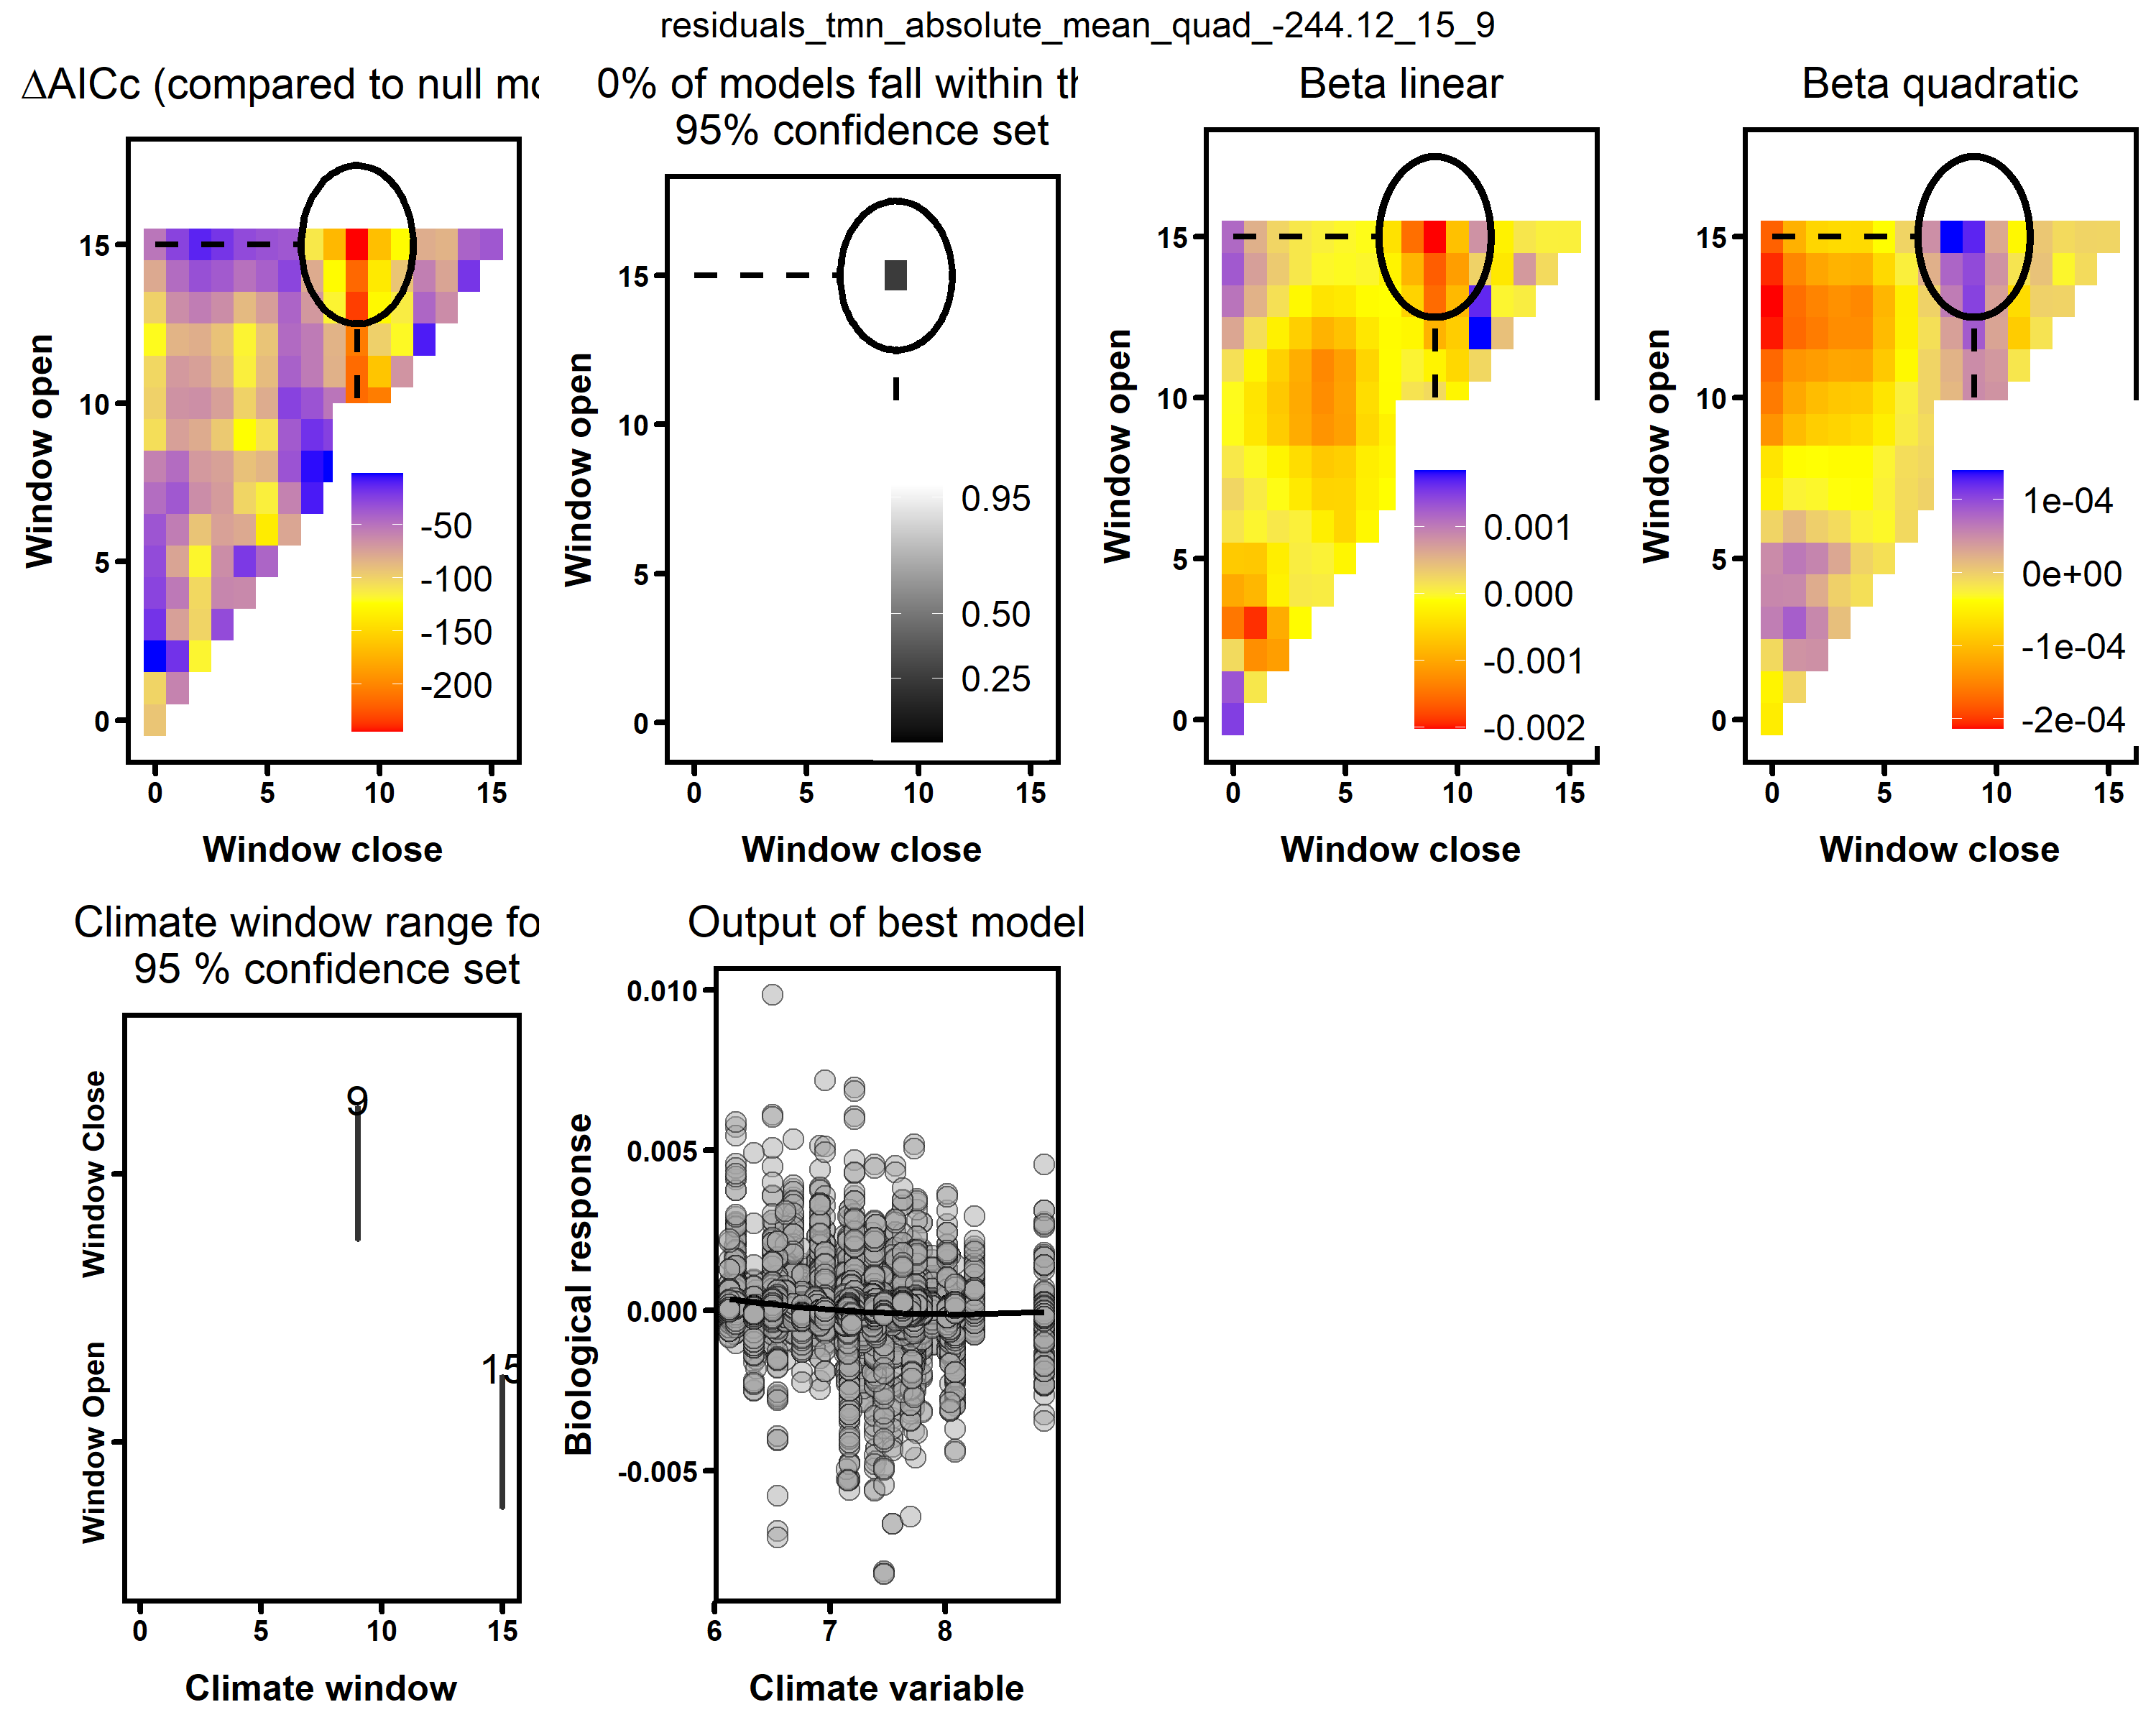 residuals_tmn_absolute_mean_quad_-244.12_15_9
ΔAICc (compared to null mo
Window open
15
10
5
0
-50
-100
-150
-200
0 5 10 15
Window close
0% of models fall within th
95% confidence set
Window open
15
10
5
0
0.95
0.50
0.25
0 5 10 15
Window close
Beta linear
Window open
15
10
5
0
0.001
0.000
-0.001
-0.002
0 5 10 15
Window close
Beta quadratic
Window open
15
10
5
0
1e-04
0e+00
-1e-04
-2e-04
0 5 10 15
Window close
Climate window range fo
95 % confidence set
Window Close
Window Open
9
15
0 5 10 15
Climate window
Output of best model
Biological response
0.010
0.005
0.000
-0.005
6 7 8
Climate variable